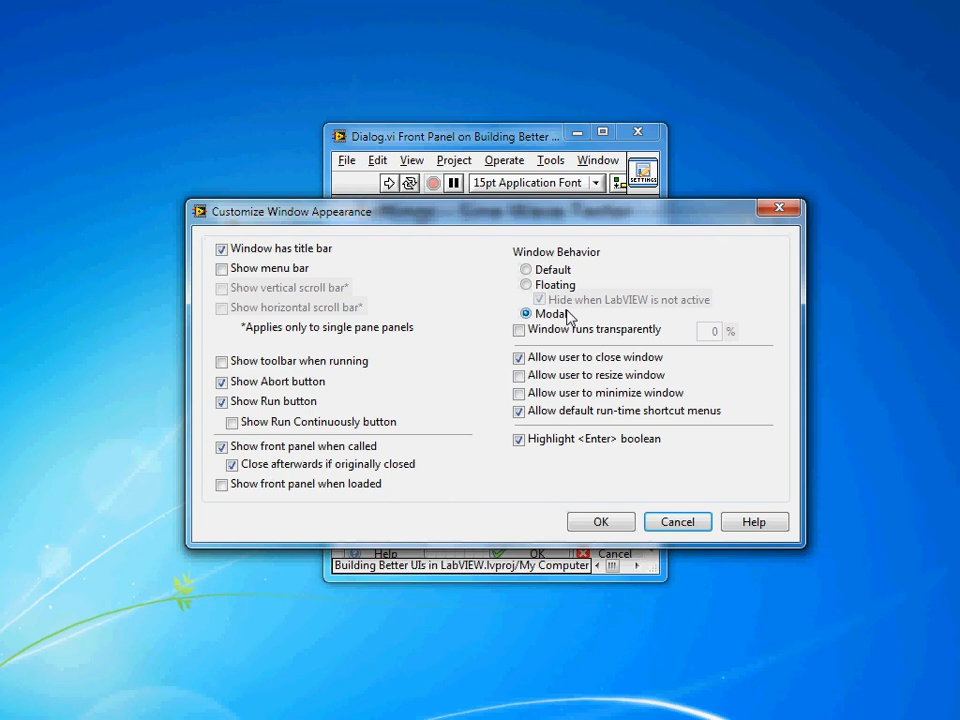 Dialog.vi Front Panel on Building Better ...
File Edit View Project Operate Tools Window
15pt Application Font
SETTINGS
Customize Window Appearance
Window has title bar
Show menu bar
Show vertical scroll bar*
Show horizontal scroll bar*
*Applies only to single pane panels
Show toolbar when running
Show Abort button
Show Run button
Show Run Continuously button
Show front panel when called
Close afterwards if originally closed
Show front panel when loaded
Window Behavior
Default
Floating
Hide when LabVIEW is not active
Modal
Window runs transparently 0 %
Allow user to close window
Allow user to resize window
Allow user to minimize window
Allow default run-time shortcut menus
Highlight <Enter> boolean
OK Cancel Help
Help OK Cancel
Building Better UIs in LabVIEW.lvproj/My Computer